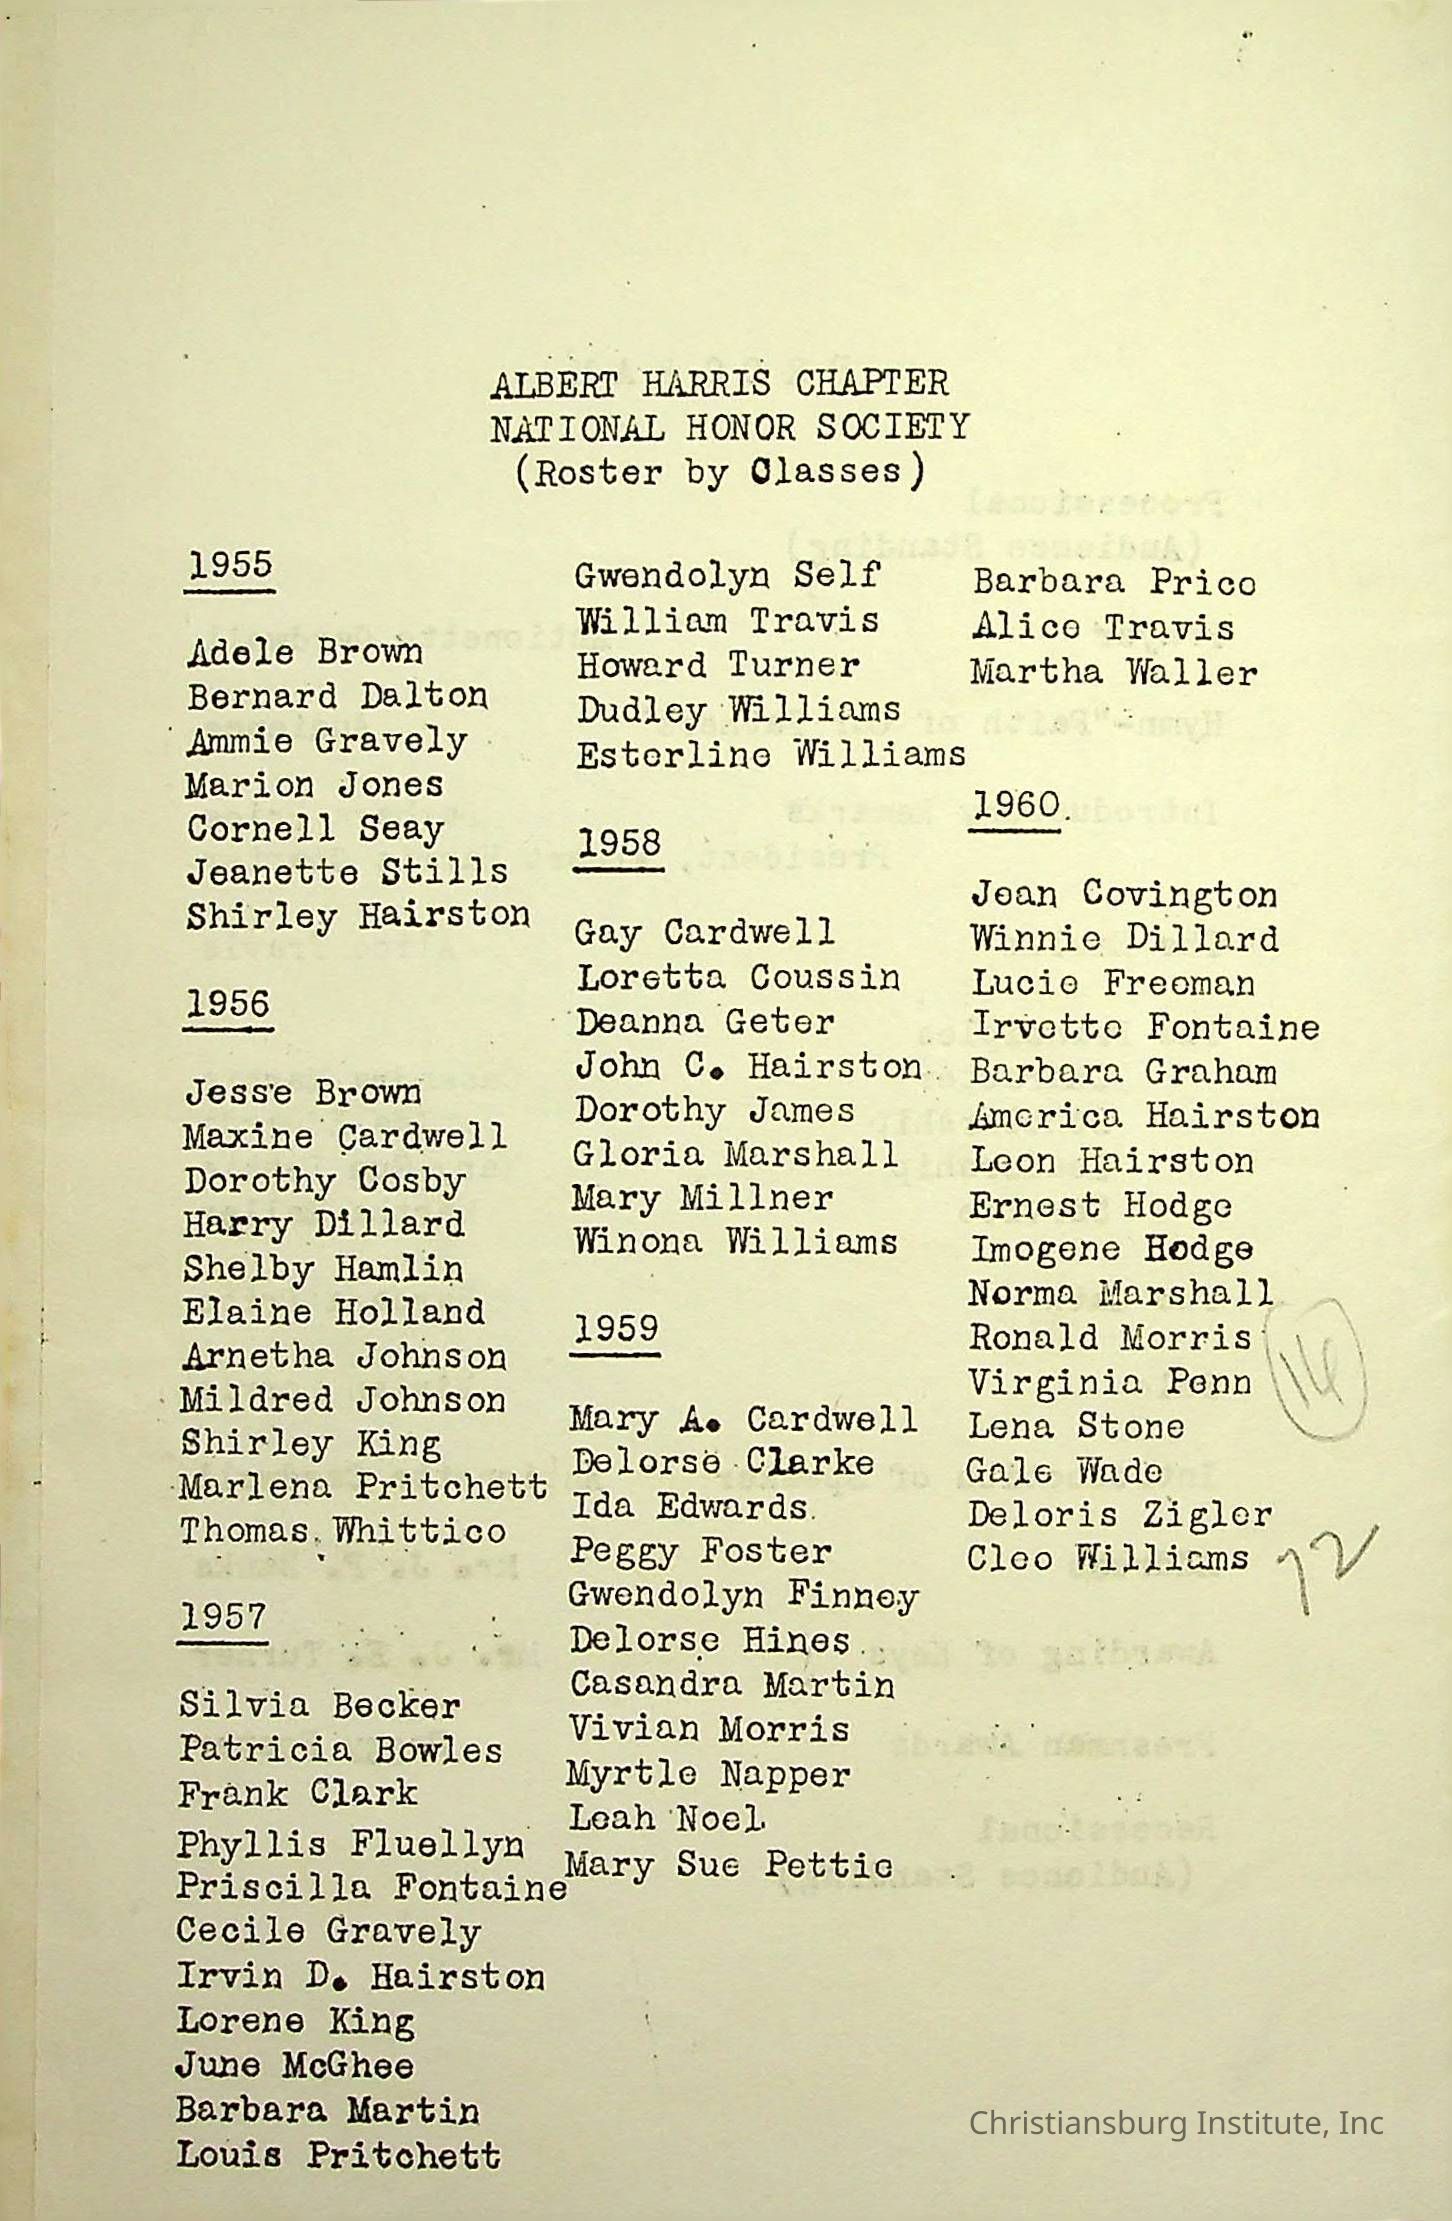 ALBERT HARRIS CHAPTER
NATIONAL HONOR SOCIETY
(Roster by Classes)
1955
Adele Brown
Bernard Dalton
Ammie Gravely
Marion Jones
Cornell Seay
Jeanette Stills
Shirley Hairston
1956
Jesse Brown
Maxine Cardwell
Dorothy Cosby
Harry Dillard
Shelby Hamlin
Elaine Holland
Arnetha Johnson
Mildred Johnson
Shirley King
Marlena Pritchett
Thomas Whittico
1957
Silvia Becker
Patricia Bowles
Frank Clark
Phyllis Fluellyn
Priscilla Fontaine
Cecile Gravely
Irvin D. Hairston
Lorene King
June McGhee
Barbara Martin
Louis Pritchett
Gwendolyn Self
William Travis
Howard Turner
Dudley Williams
Esterline Williams
1958
Gay Cardwell
Loretta Coussin
Deanna Geter
John C. Hairston
Dorothy James
Gloria Marshall
Mary Millner
Winona Williams
1959
Mary A. Cardwell
Delorse Clarke
Ida Edwards
Peggy Foster
Gwendolyn Finney
Delorse Hines
Casandra Martin
Vivian Morris
Myrtle Napper
Leah Noel
Mary Sue Pettie
Barbara Price
Alice Travis
Martha Waller
1960
Jean Covington
Winnie Dillard
Lucie Freeman
Irvette Fontaine
Barbara Graham
America Hairston
Leon Hairston
Ernest Hodge
Imogene Hodge
Norma Marshall
Ronald Morris
Virginia Penn
Lena Stone
Gale Wade
Deloris Zigler
Cleo Williams
72
Christiansburg Institute, Inc